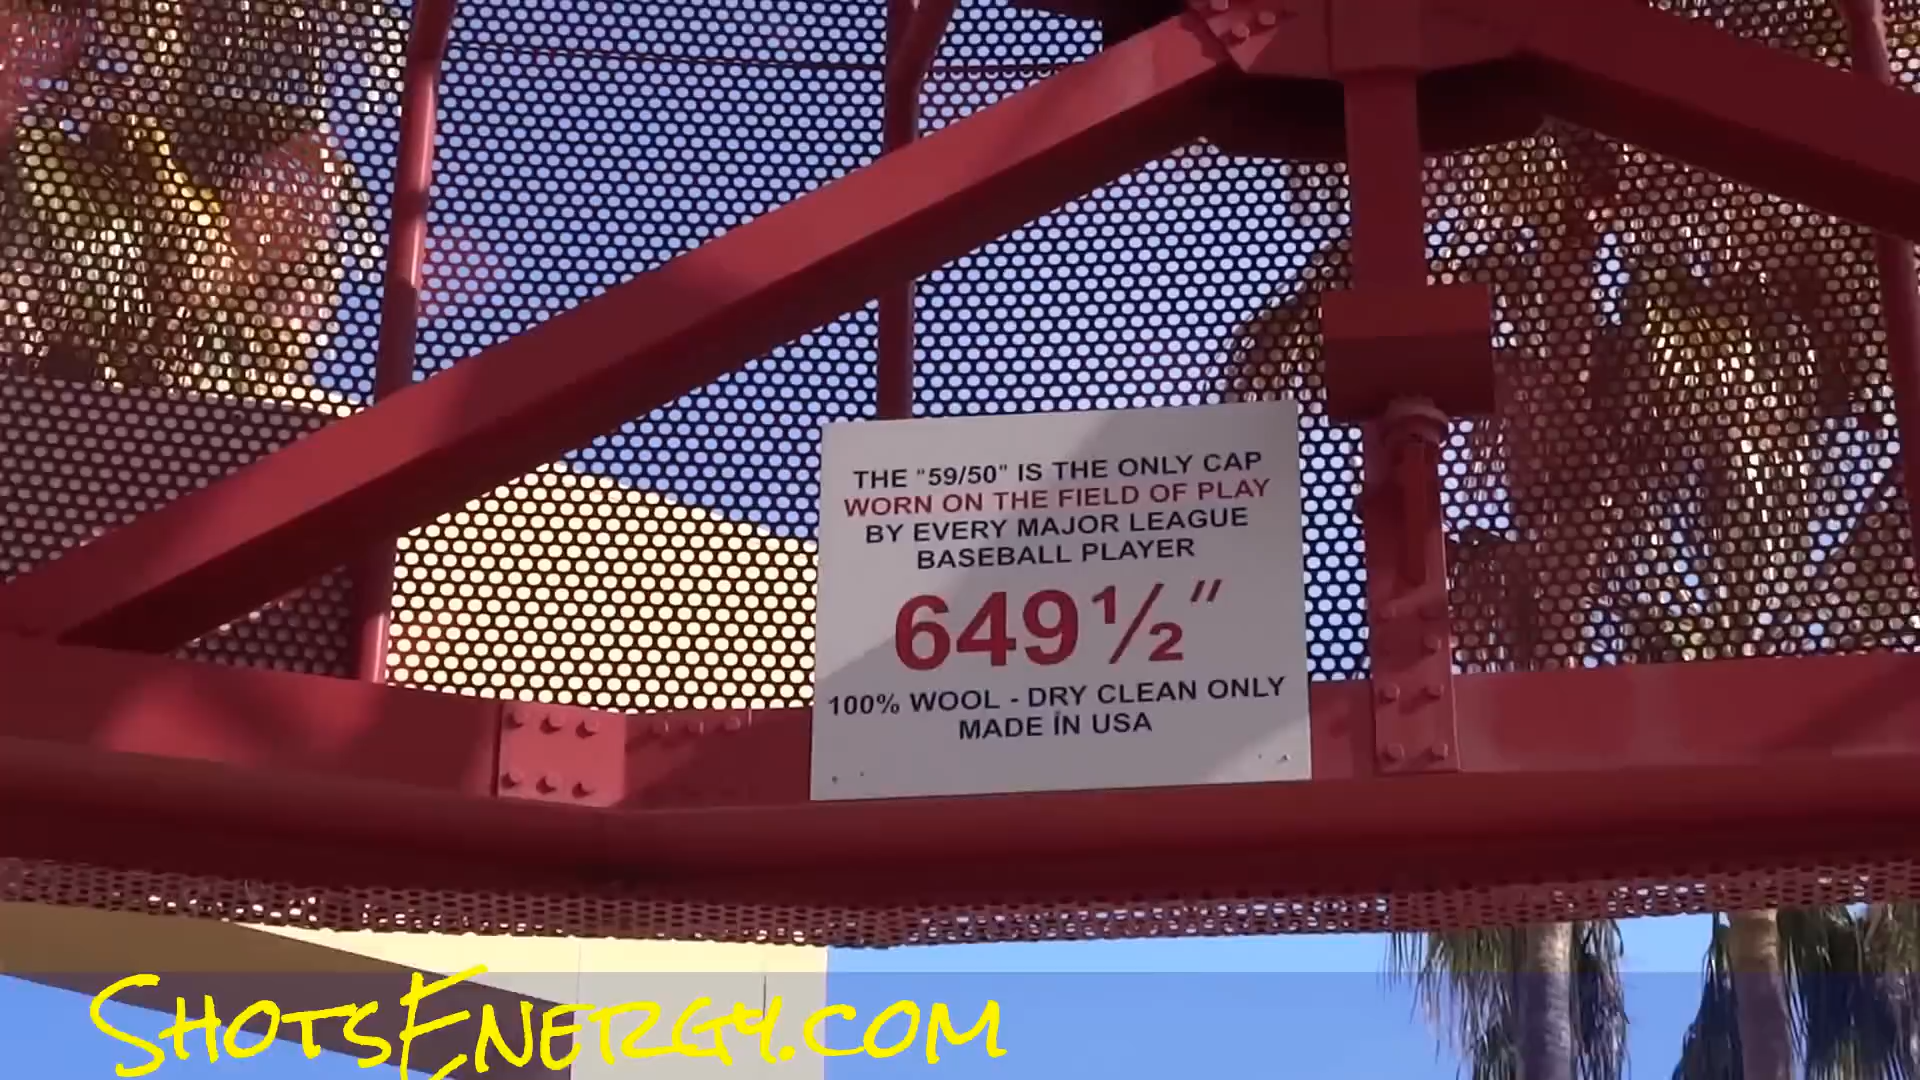 THE "59/50" IS THE ONLY CAP
WORN ON THE FIELD OF PLAY
BY EVERY MAJOR LEAGUE
BASEBALL PLAYER
649½"
100% WOOL - DRY CLEAN ONLY
MADE IN USA
SHOTSENERGY.COM